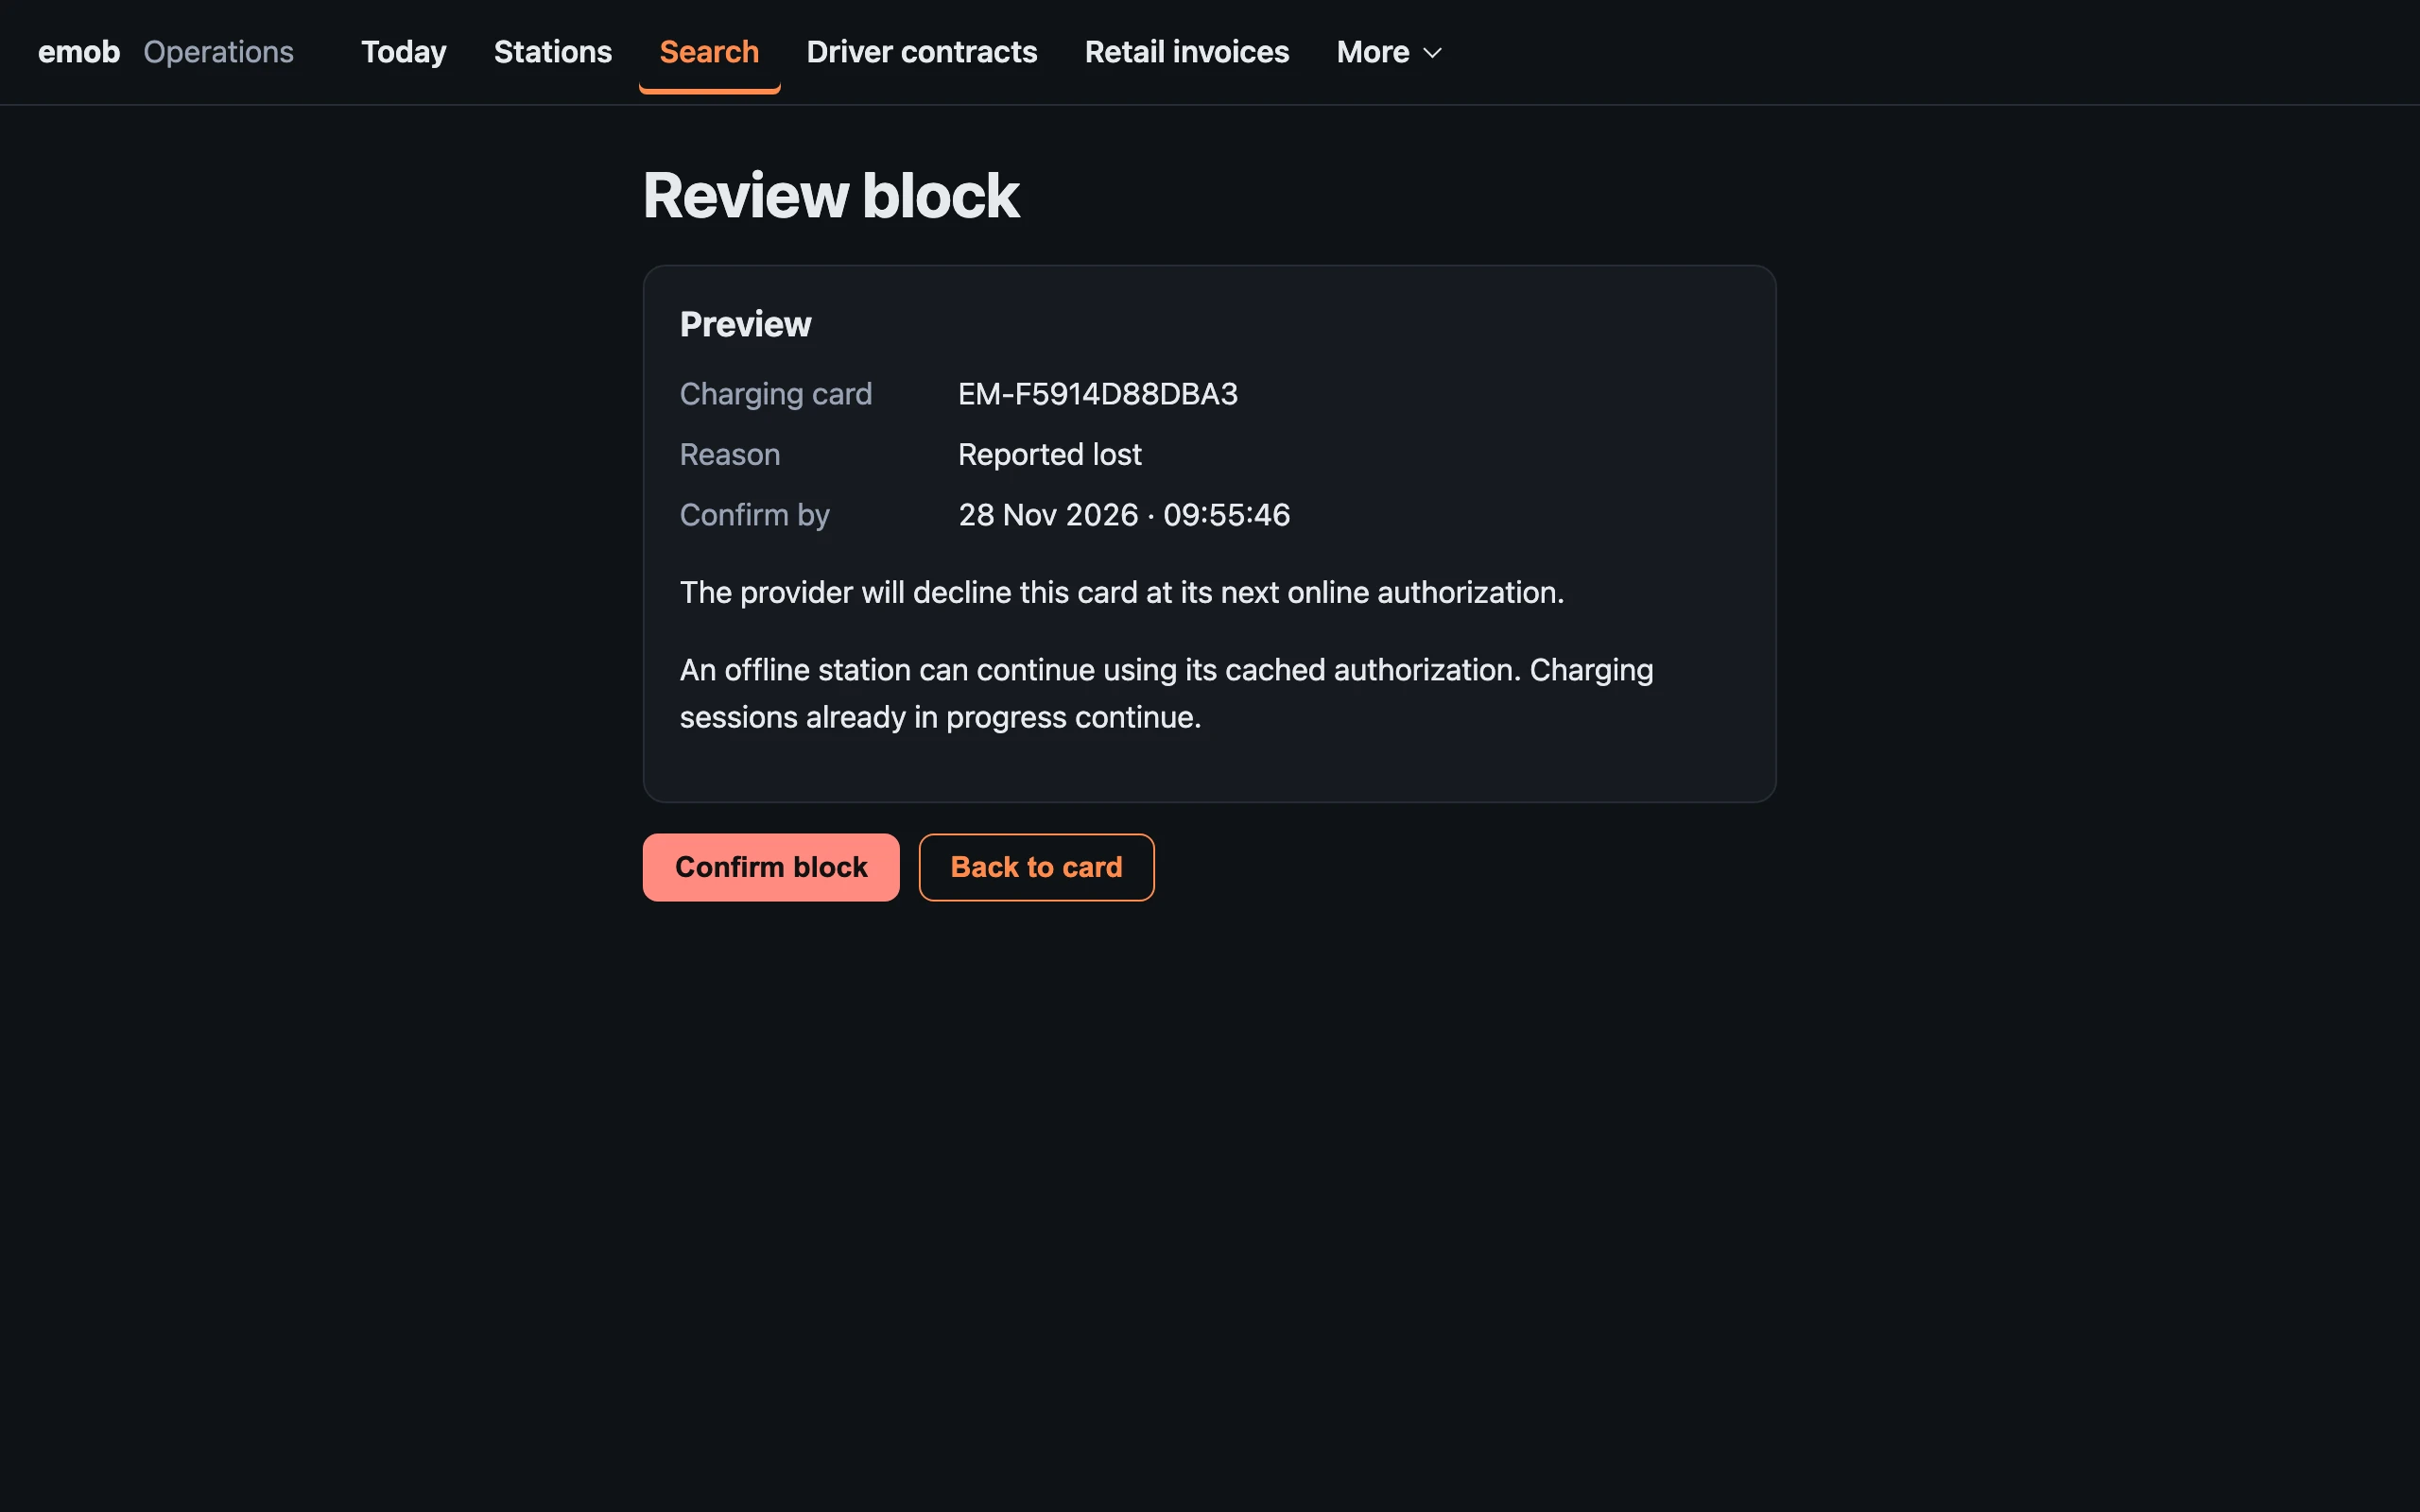 emob Operations Today Stations Search Driver contracts Retail invoices More
Review block
Preview
Charging card EM-F5914D88DBA3
Reason Reported lost
Confirm by 28 Nov 2026 · 09:55:46
The provider will decline this card at its next online authorization.
An offline station can continue using its cached authorization. Charging
sessions already in progress continue.
Confirm block Back to card